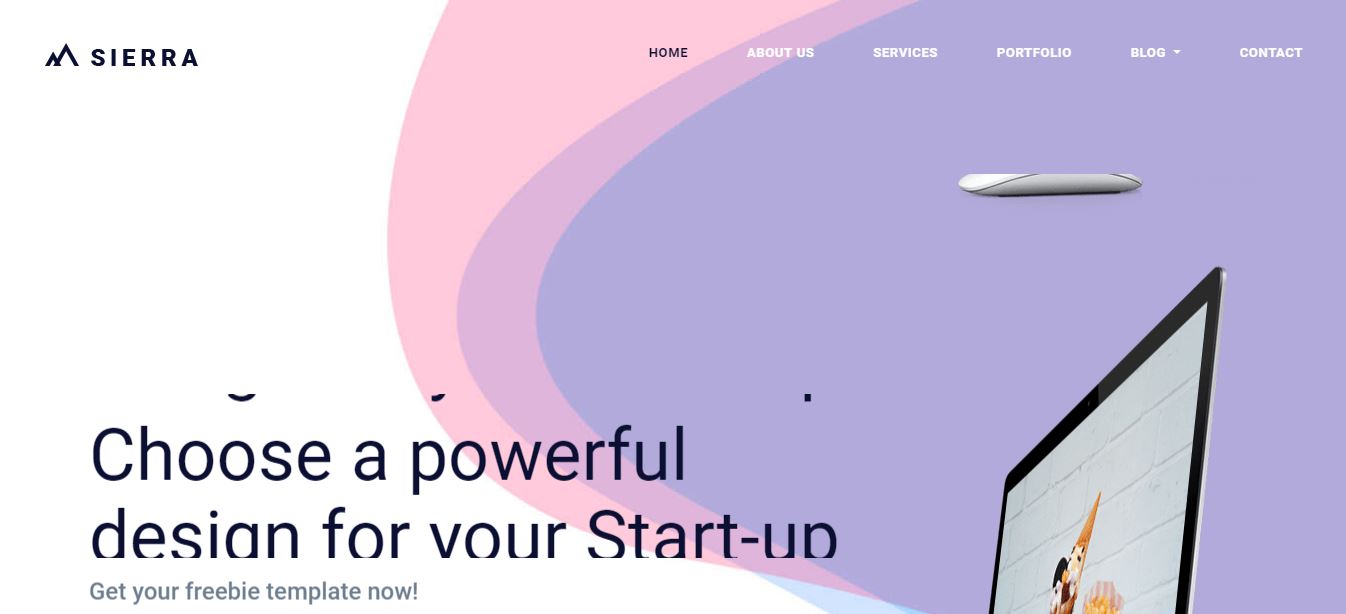 SIERRA
HOME ABOUT US SERVICES PORTFOLIO BLOG CONTACT
Choose a powerful
design for your Start-up
Get your freebie template now!